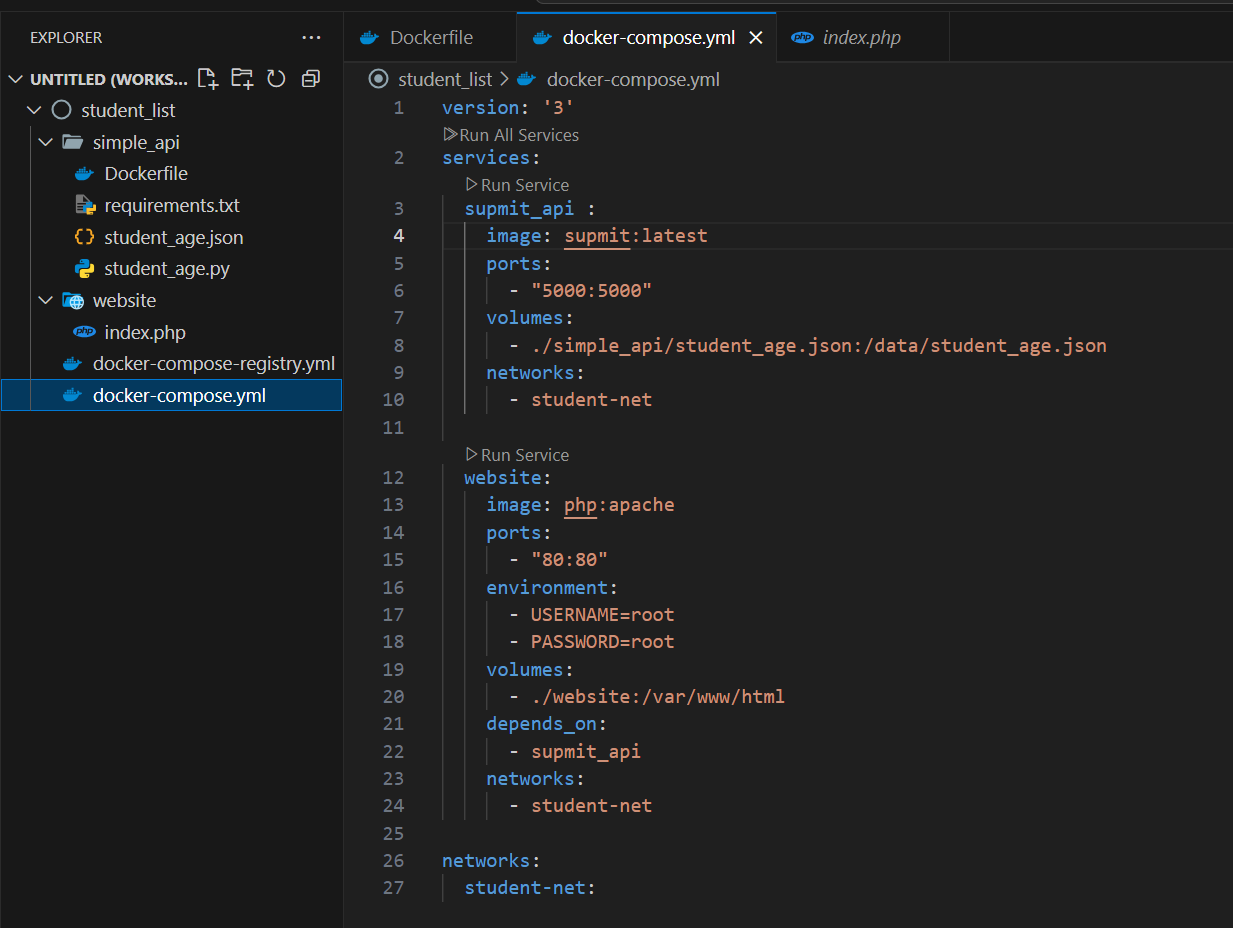 EXPLORER
UNTITLED (WORKS...
student_list
simple_api
Dockerfile
requirements.txt
student_age.json
student_age.py
website
index.php
docker-compose-registry.yml
docker-compose.yml
Dockerfile
docker-compose.yml
php index.php
student_list > docker-compose.yml
1 version: '3'
Run All Services
2 services:
Run Service
3 supmit_api :
4 image: supmit:latest
5 ports:
6 - "5000:5000"
7 volumes:
8 - ./simple_api/student_age.json:/data/student_age.json
9 networks:
10 - student-net
11
Run Service
12 website:
13 image: php:apache
14 ports:
15 - "80:80"
16 environment:
17 - USERNAME=root
18 - PASSWORD=root
19 volumes:
20 - ./website:/var/www/html
21 depends_on:
22 - supmit_api
23 networks:
24 - student-net
25
26 networks:
27 student-net: